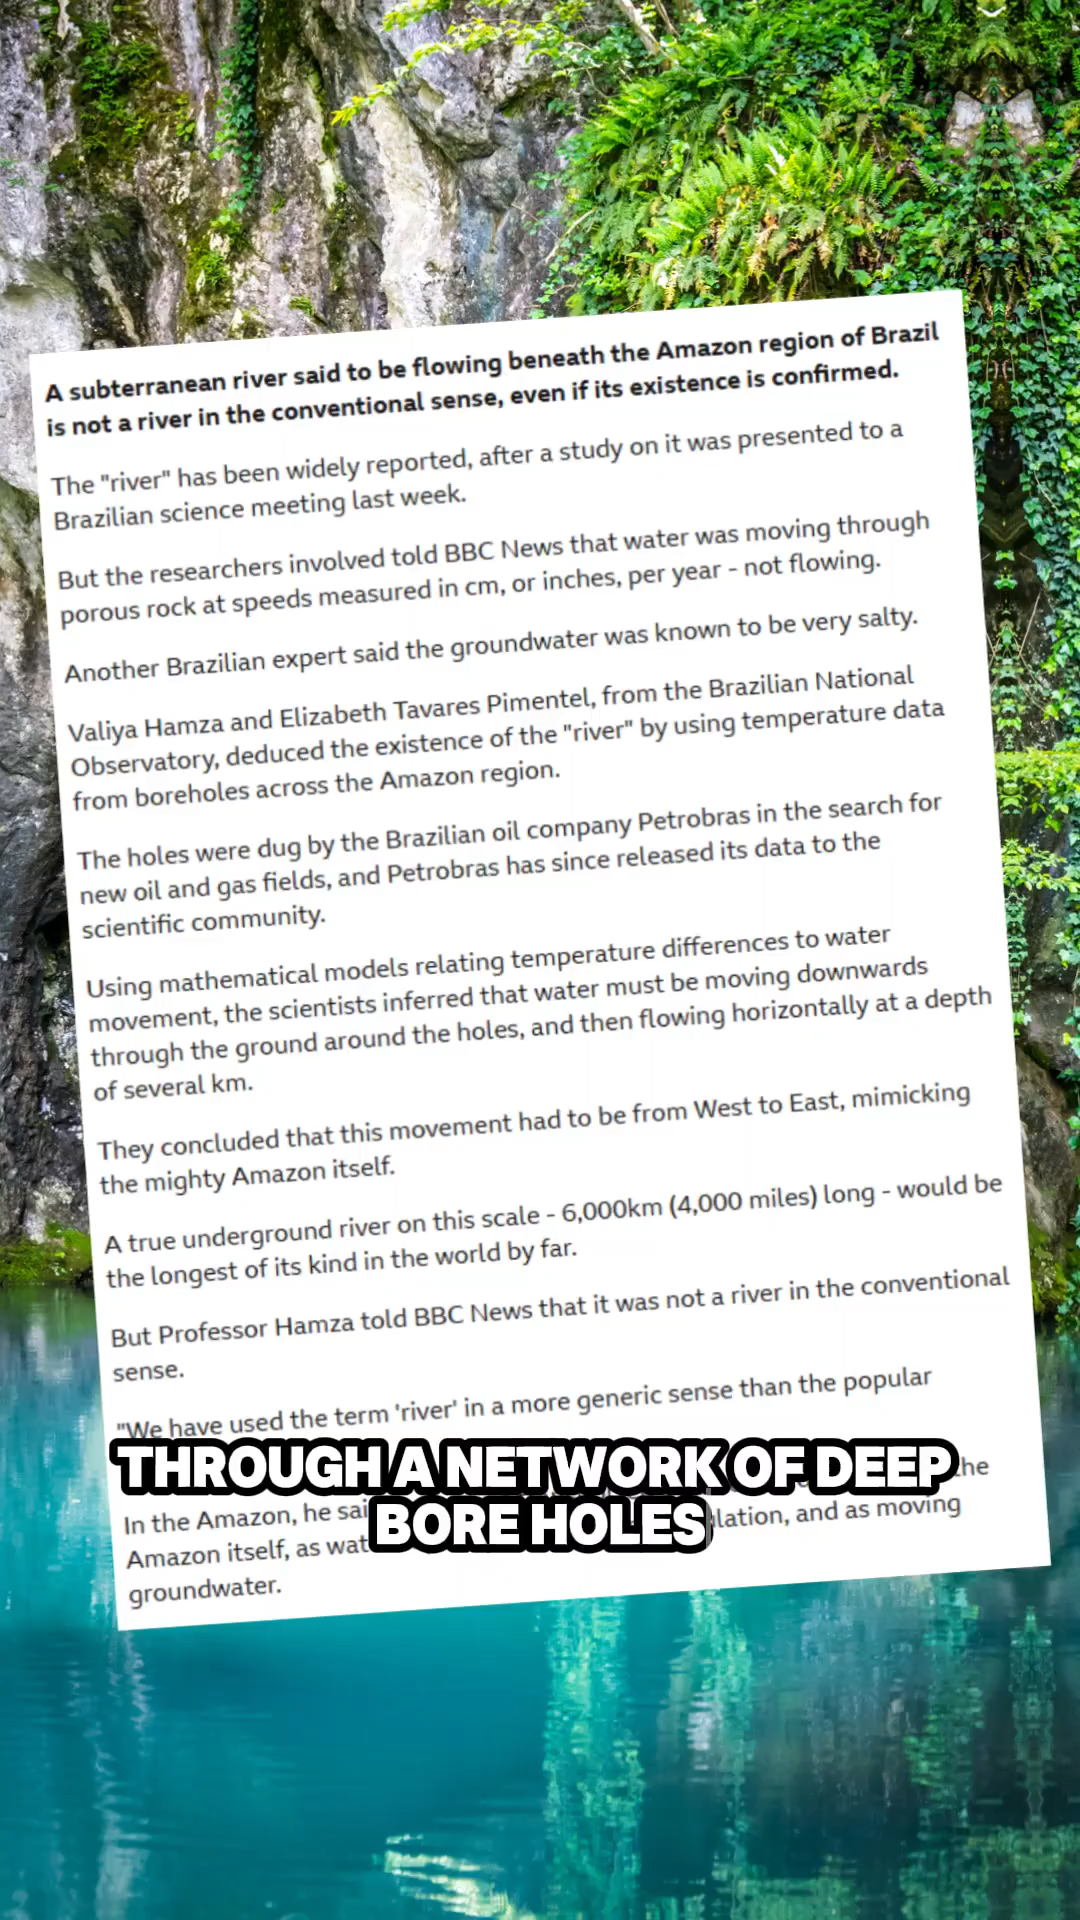 A subterranean river said to be flowing beneath the Amazon region of Brazil
is not a river in the conventional sense, even if its existence is confirmed.
The "river" has been widely reported, after a study on it was presented to a
Brazilian science meeting last week.
But the researchers involved told BBC News that water was moving through
porous rock at speeds measured in cm, or inches, per year - not flowing.
Another Brazilian expert said the groundwater was known to be very salty.
Valiya Hamza and Elizabeth Tavares Pimentel, from the Brazilian National
Observatory, deduced the existence of the "river" by using temperature data
from boreholes across the Amazon region.
The holes were dug by the Brazilian oil company Petrobras in the search for
new oil and gas fields, and Petrobras has since released its data to the
scientific community.
Using mathematical models relating temperature differences to water
movement, the scientists inferred that water must be moving downwards
through the ground around the holes, and then flowing horizontally at a depth
of several km.
They concluded that this movement had to be from West to East, mimicking
the mighty Amazon itself.
A true underground river on this scale - 6,000km (4,000 miles) long - would be
the longest of its kind in the world by far.
But Professor Hamza told BBC News that it was not a river in the conventional
sense.
"We have used the term 'river' in a more generic sense than the popular
THROUGH A NETWORK OF DEEP
BORE HOLES
In the Amazon, he the
Amazon itself, as and as moving
groundwater.